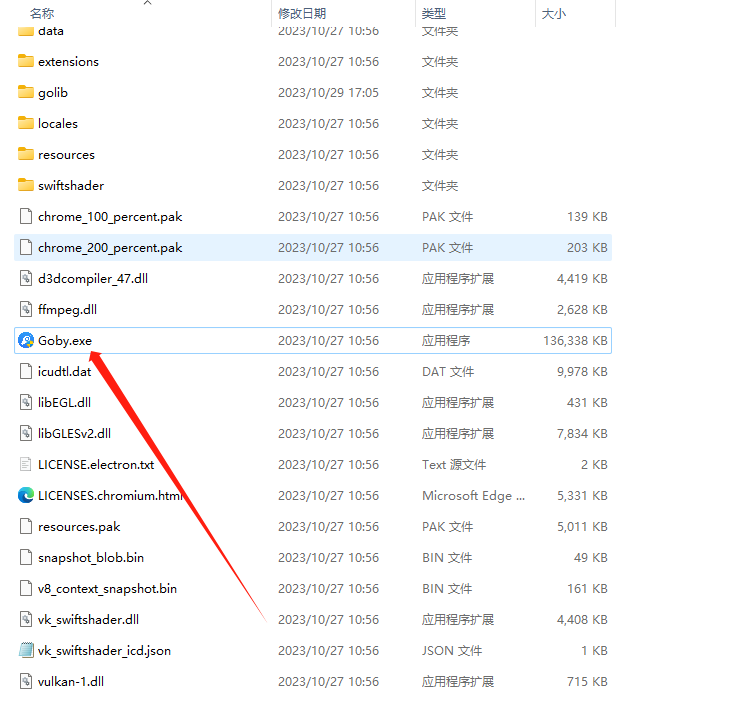 名称 修改日期 类型 大小
data 2023/10/27 10:56 文件夹
extensions 2023/10/27 10:56 文件夹
golib 2023/10/29 17:05 文件夹
locales 2023/10/27 10:56 文件夹
resources 2023/10/27 10:56 文件夹
swiftshader 2023/10/27 10:56 文件夹
chrome_100_percent.pak 2023/10/27 10:56 PAK 文件 139 KB
chrome_200_percent.pak 2023/10/27 10:56 PAK 文件 203 KB
d3dcompiler_47.dll 2023/10/27 10:56 应用程序扩展 4,419 KB
ffmpeg.dll 2023/10/27 10:56 应用程序扩展 2,628 KB
Goby.exe 2023/10/27 10:56 应用程序 136,338 KB
icudtl.dat 2023/10/27 10:56 DAT 文件 9,978 KB
libEGL.dll 2023/10/27 10:56 应用程序扩展 431 KB
libGLESv2.dll 2023/10/27 10:56 应用程序扩展 7,834 KB
LICENSE.electron.txt 2023/10/27 10:56 Text 源文件 2 KB
LICENSES.chromium.html 2023/10/27 10:56 Microsoft Edge ... 5,331 KB
resources.pak 2023/10/27 10:56 PAK 文件 5,011 KB
snapshot_blob.bin 2023/10/27 10:56 BIN 文件 49 KB
v8_context_snapshot.bin 2023/10/27 10:56 BIN 文件 161 KB
vk_swiftshader.dll 2023/10/27 10:56 应用程序扩展 4,408 KB
vk_swiftshader_icd.json 2023/10/27 10:56 JSON 文件 1 KB
vulkan-1.dll 2023/10/27 10:56 应用程序扩展 715 KB